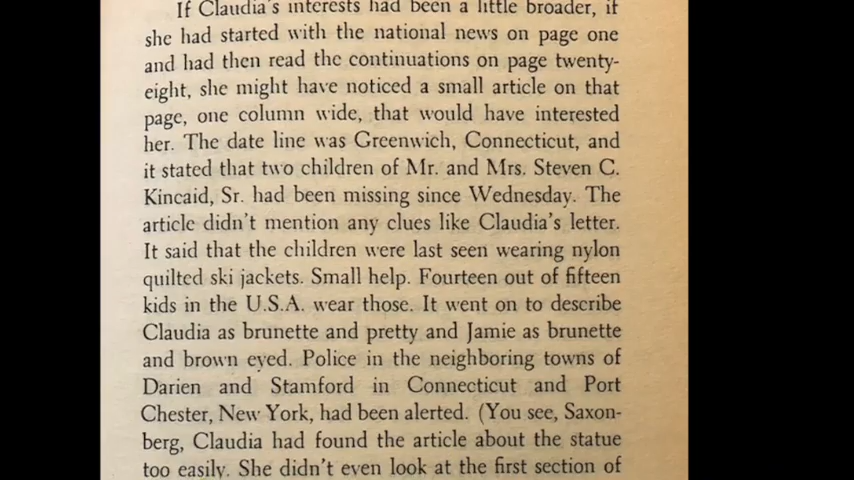 If Claudia's interests had been a little broader, if
she had started with the national news on page one
and had then read the continuations on page twenty-
eight, she might have noticed a small article on that
page, one column wide, that would have interested
her. The date line was Greenwich, Connecticut, and
it stated that two children of Mr. and Mrs. Steven C.
Kincaid, Sr. had been missing since Wednesday. The
article didn't mention any clues like Claudia's letter.
It said that the children were last seen wearing nylon
quilted ski jackets. Small help. Fourteen out of fifteen
kids in the U.S.A. wear those. It went on to describe
Claudia as brunette and pretty and Jamie as brunette
and brown eyed. Police in the neighboring towns of
Darien and Stamford in Connecticut and Port
Chester, New York, had been alerted. (You see, Saxon-
berg, Claudia had found the article about the statue
too easily. She didn't even look at the first section of